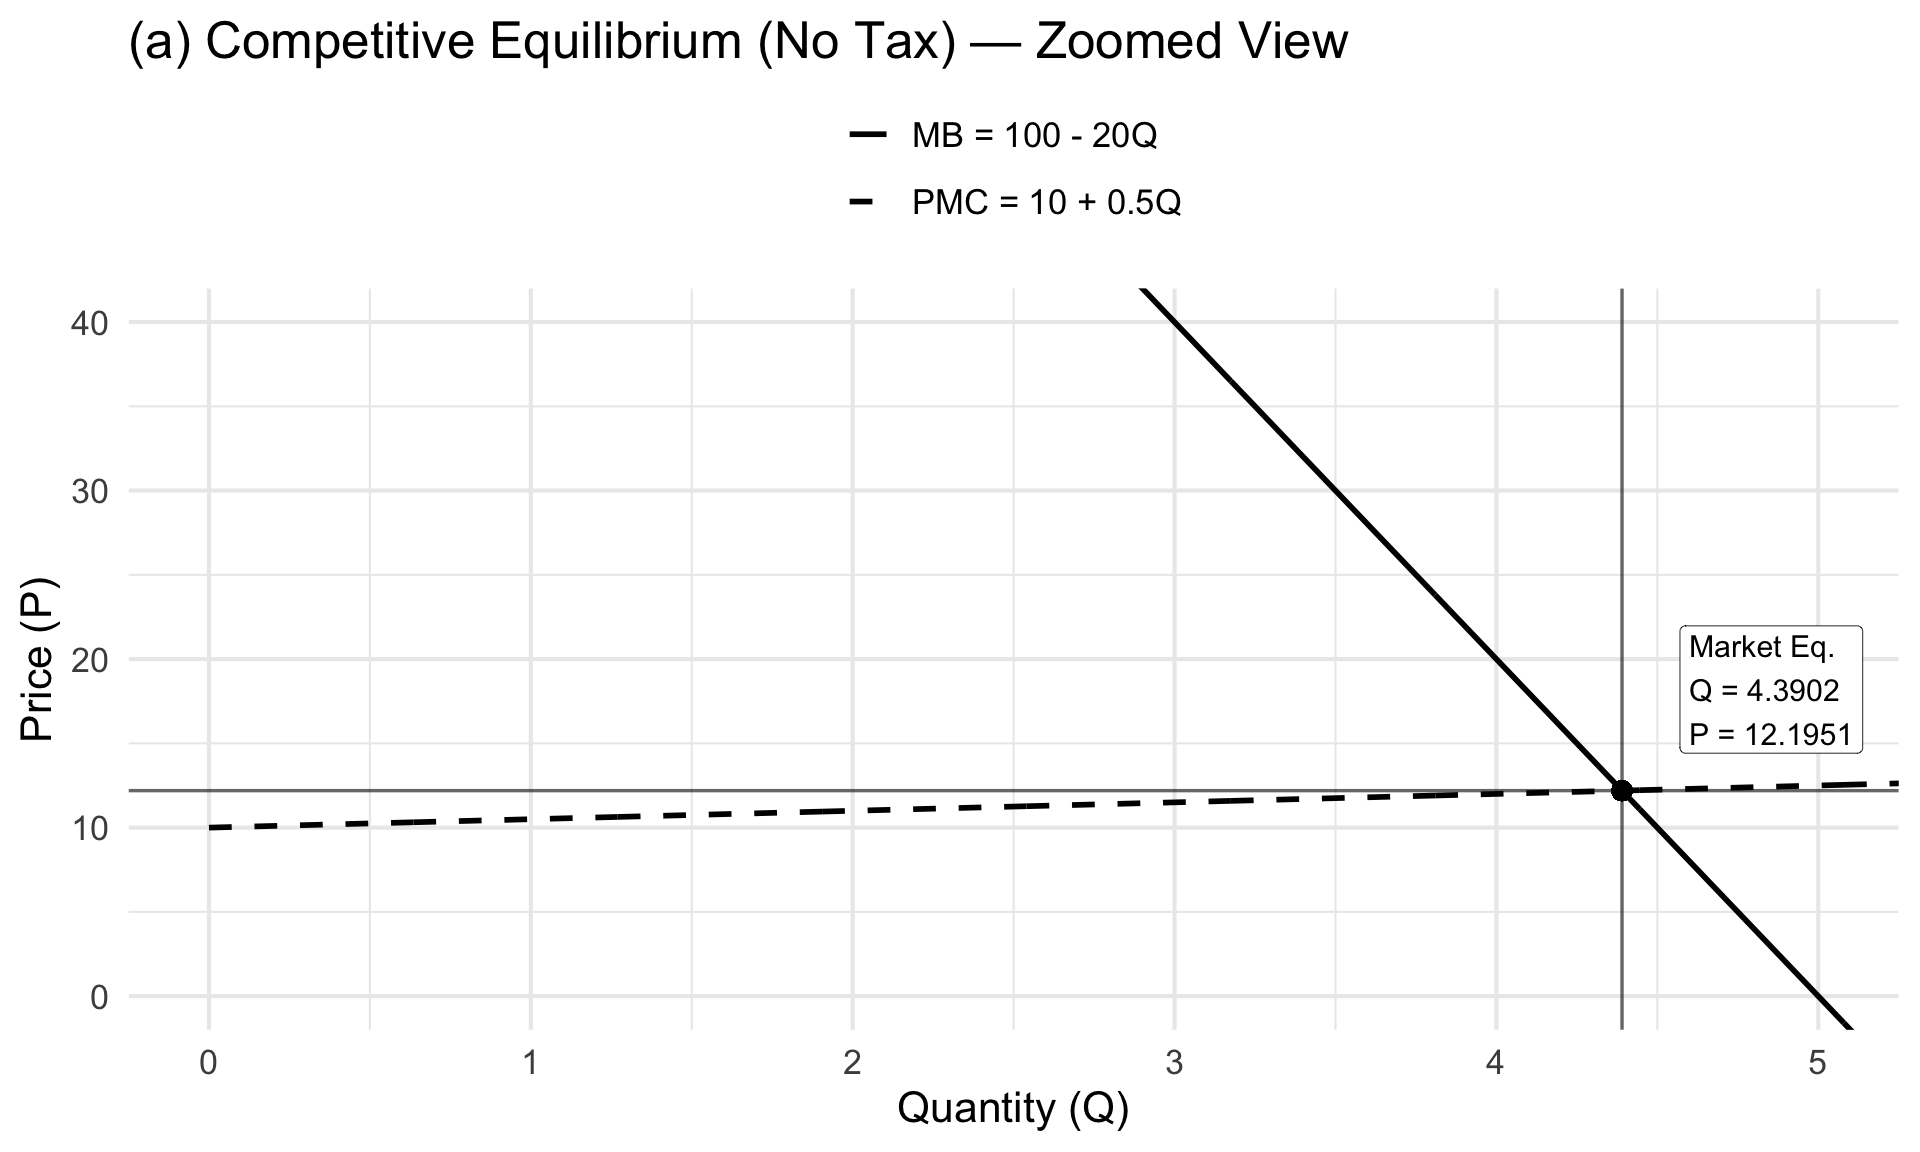 (a) Competitive Equilibrium (No Tax) — Zoomed View
MB = 100 - 20Q
PMC = 10 + 0.5Q
40
30
20
10
0
Price (P)
Market Eq.
Q = 4.3902
P = 12.1951
0 1 2 3 4 5
Quantity (Q)